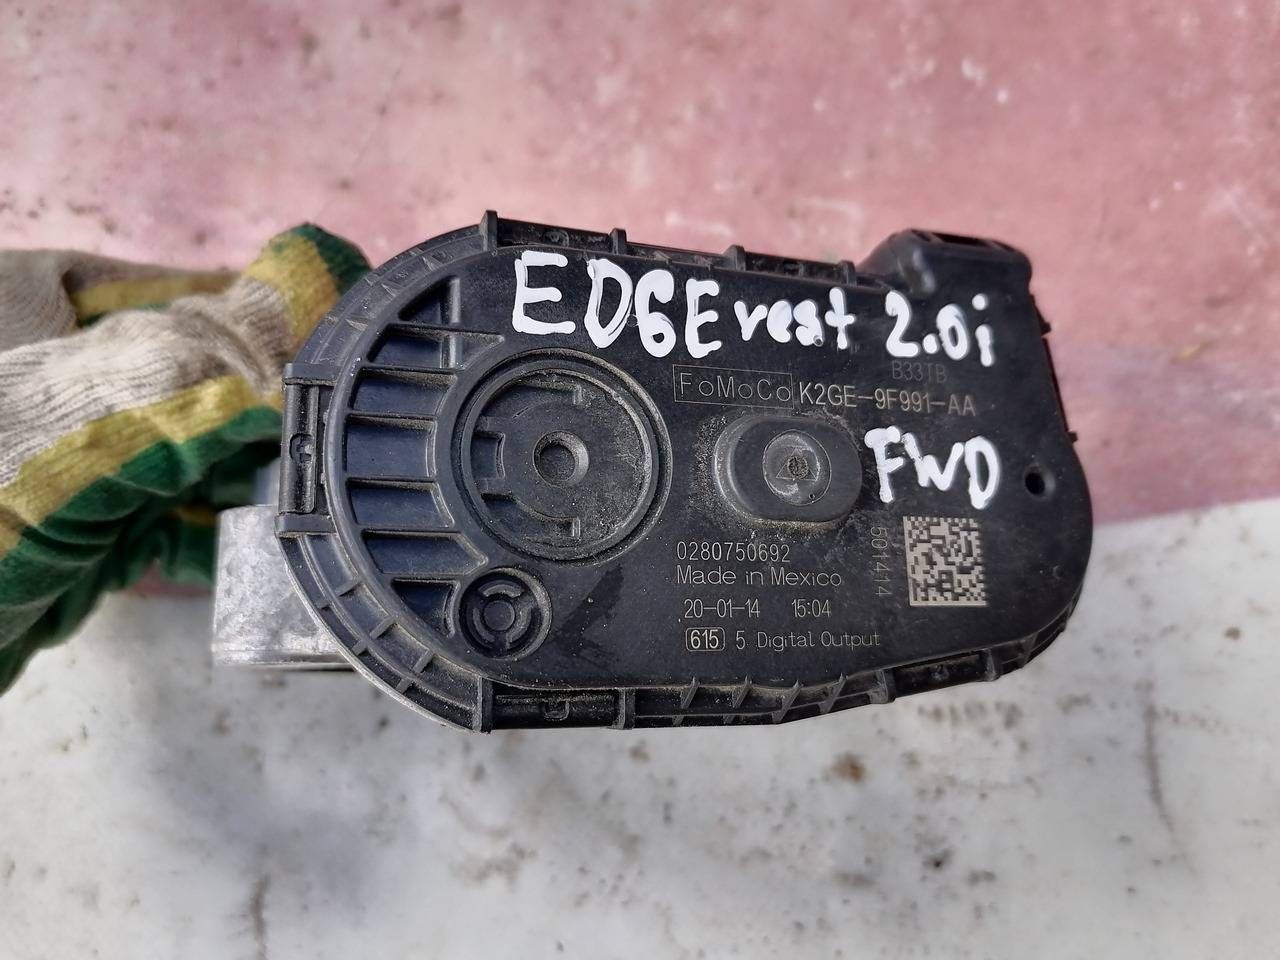 EDGE rest 2.0i
B33TB
FoMoCo K2GE-9F991-AA
FWD
0280750692
Made in Mexico
20-01-14 15:04
615 5 Digital Output
501414